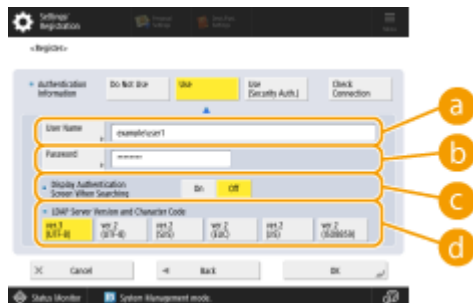 Settings/
Registration
<Register>
Authentication
Information
Do Not Use
Use
Use
(Security Auth.)
Check
Connection
a
User Name
example\user1
b
Password
********
Display Authentication
Screen When Searching
On
Off
c
LDAP Server Version and Character Code
ver.3
(UTF-8)
ver.2
(UTF-8)
ver.2
(SJIS)
ver.2
(EUC)
ver.2
(JIS)
ver.2
(ISO8859)
d
Cancel
Back
OK
Status Monitor
System Management mode.